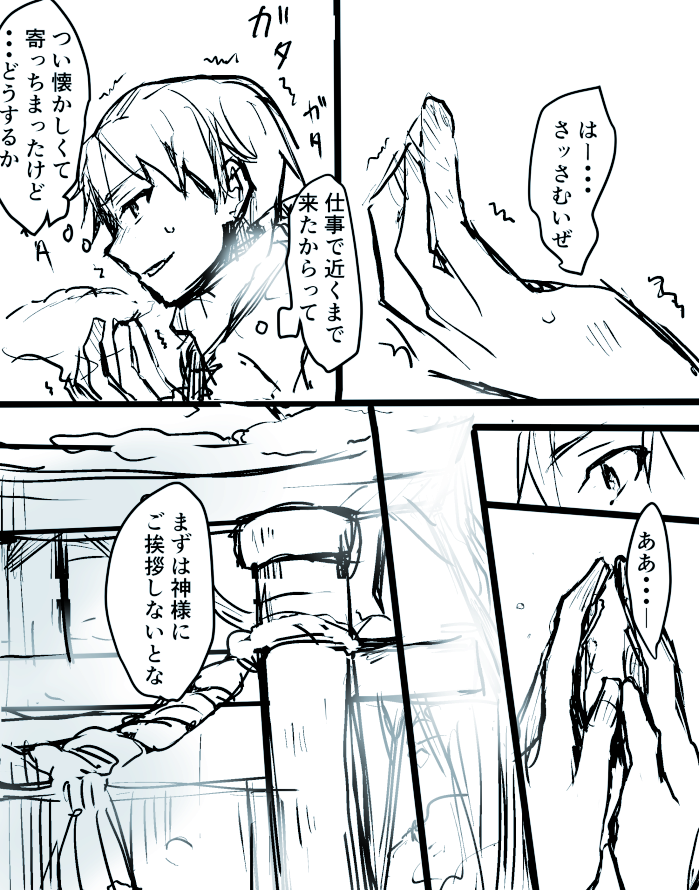 はー・・・
さッさむいぜ
ガタ
ガタ
仕事で近くまで
来たからって
つい懐かしくて
寄っちまったけど
・・・どうするか
ああ・・・
まずは神様に
ご挨拶しないとな